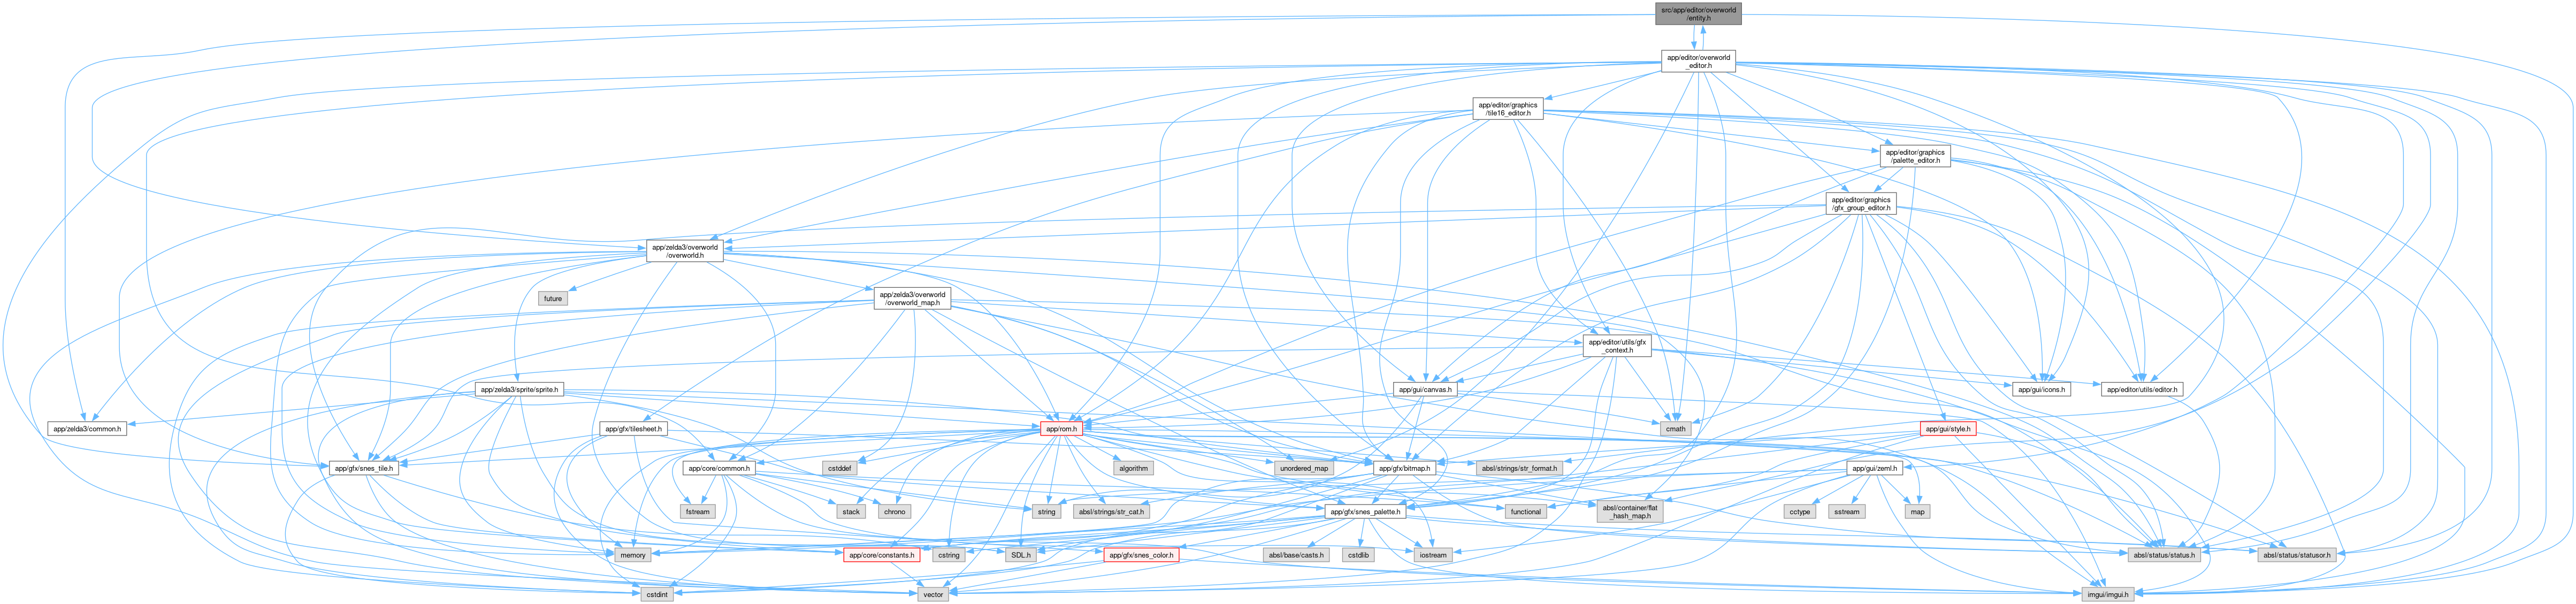 src/app/editor/overworld
/entity.h
app/editor/overworld
_editor.h
app/editor/graphics
/tile16_editor.h
app/editor/graphics
/palette_editor.h
app/editor/graphics
/gfx_group_editor.h
app/zelda3/overworld
/overworld.h
future
app/zelda3/overworld
/overworld_map.h
app/editor/utils/gfx
_context.h
app/zelda3/sprite/sprite.h
app/gui/canvas.h
app/gui/icons.h
app/editor/utils/editor.h
app/zelda3/common.h
app/gfx/tilesheet.h
app/rom.h
cmath
app/gui/style.h
app/gfx/snes_tile.h
app/core/common.h
cstddef
algorithm
unordered_map
app/gfx/bitmap.h
absl/strings/str_format.h
app/gui/zeml.h
fstream
stack
chrono
string
absl/strings/str_cat.h
app/gfx/snes_palette.h
functional
absl/container/flat
_hash_map.h
cctype
sstream
map
memory
app/core/constants.h
cstring
SDL.h
app/gfx/snes_color.h
absl/base/casts.h
cstdlib
iostream
absl/status/status.h
absl/status/statusor.h
cstdint
vector
imgui/imgui.h